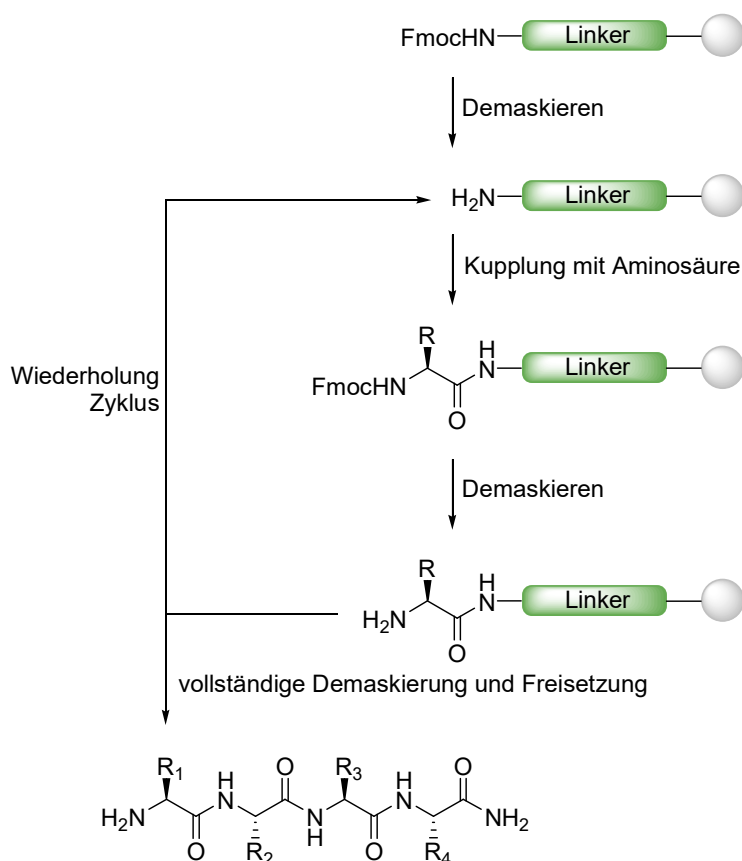 FmocHN
Linker
Demaskieren
H₂N
Linker
Kupplung mit Aminosäure
Wiederholung
Zyklus
R
H
N
FmocHN
O
Linker
Demaskieren
R
H
N
H₂N
O
Linker
vollständige Demaskierung und Freisetzung
R₁
H
N
O
R₃
H
N
O
H₂N
O
R₂
N
H
O
R₄
NH₂